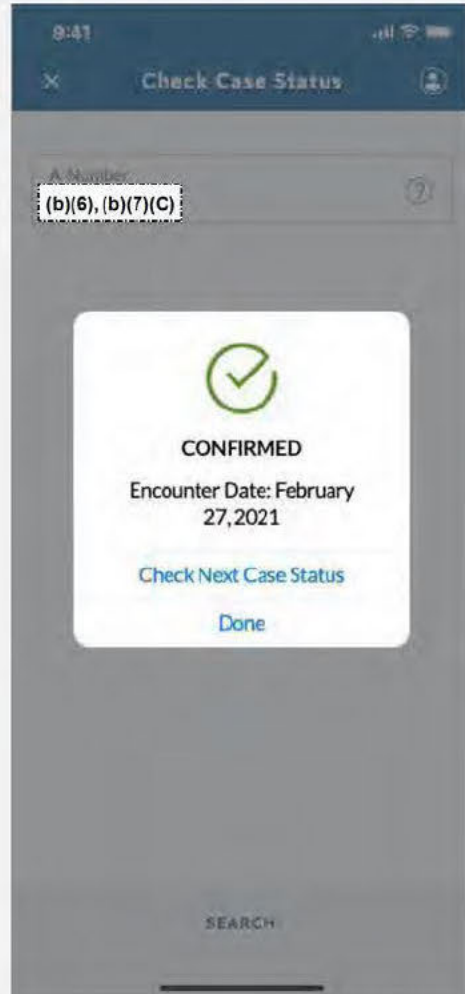 9:41
Check Case Status
A Number
(b)(6), (b)(7)(C)
?
CONFIRMED
Encounter Date: February
27, 2021
Check Next Case Status
Done
SEARCH